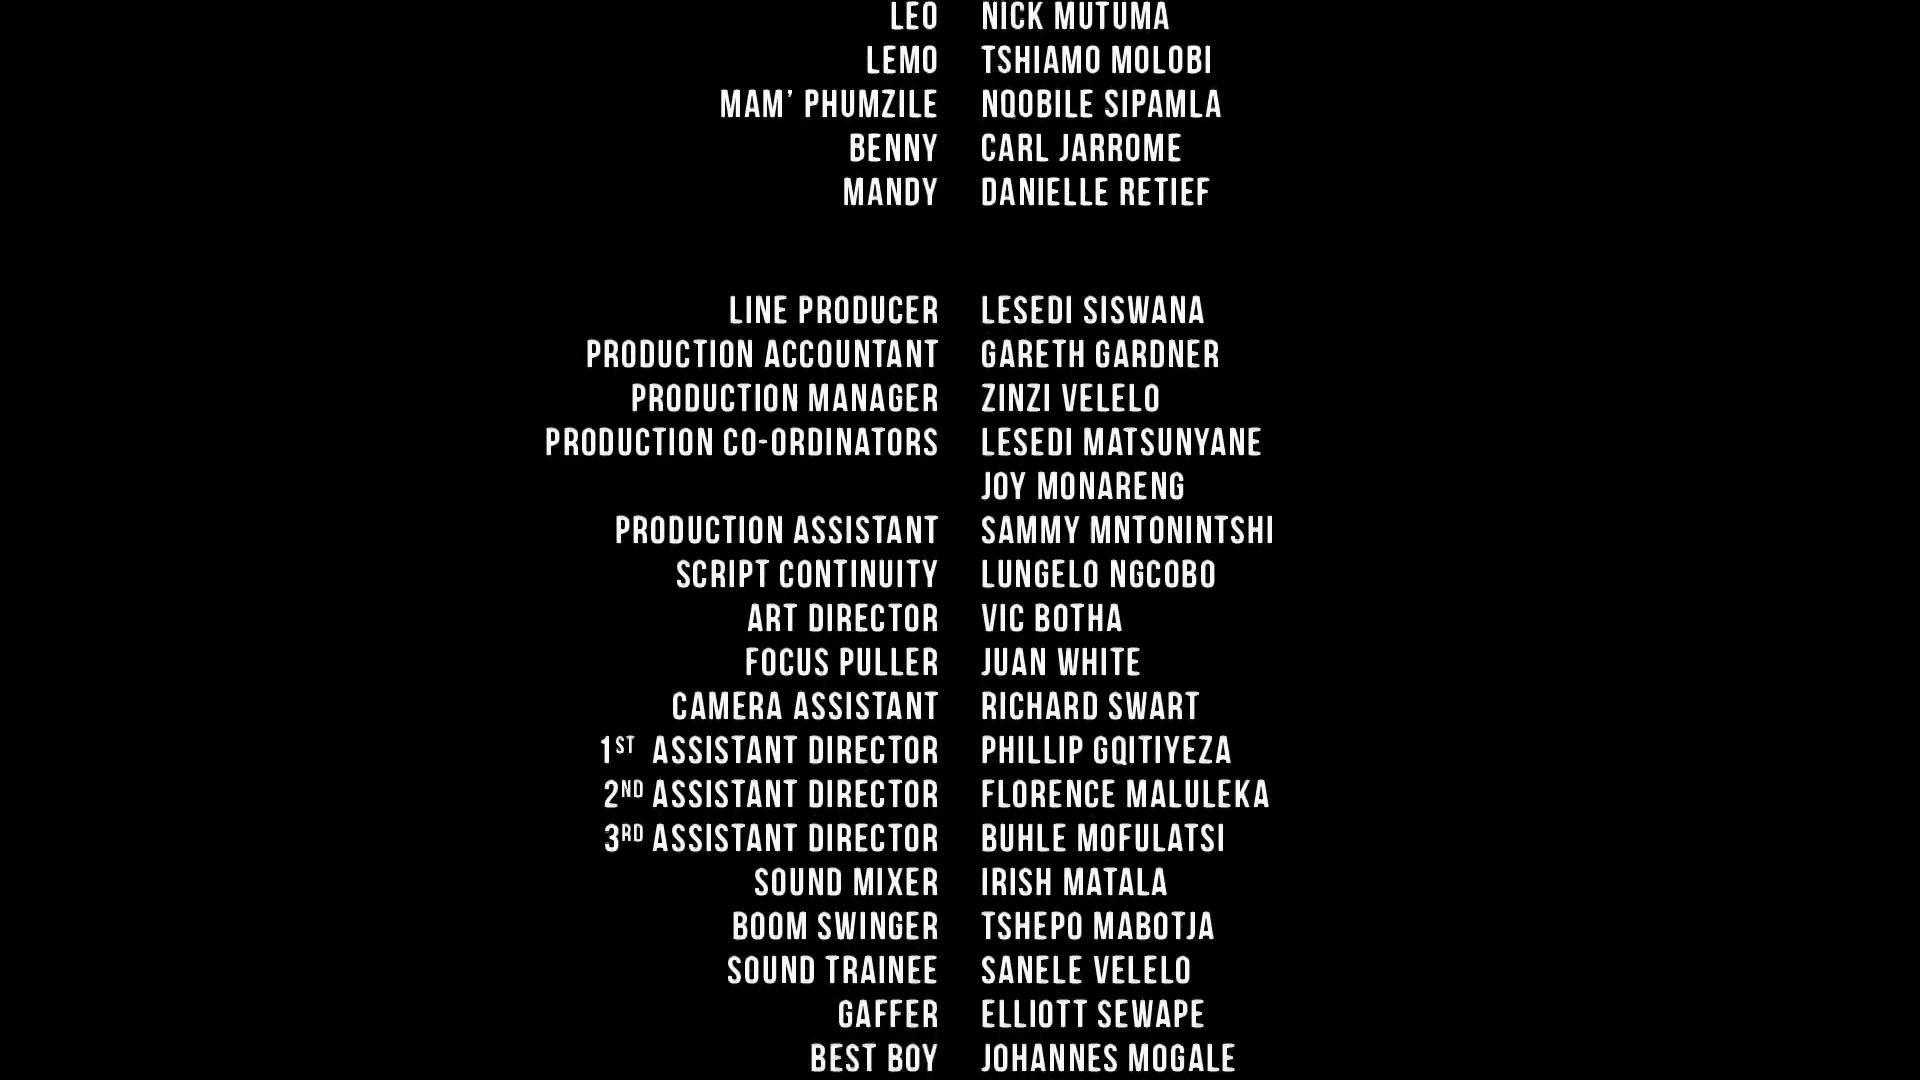 LEO NICK MUTUMA
LEMO TSHIAMO MOLOBI
MAM' PHUMZILE NQOBILE SIPAMLA
BENNY CARL JARROME
MANDY DANIELLE RETIEF
LINE PRODUCER LESEDI SISWANA
PRODUCTION ACCOUNTANT GARETH GARDNER
PRODUCTION MANAGER ZINZI VELELO
PRODUCTION CO-ORDINATORS LESEDI MATSUNYANE
JOY MONARENG
PRODUCTION ASSISTANT SAMMY MNTONINTSHI
SCRIPT CONTINUITY LUNGELO NGCOBO
ART DIRECTOR VIC BOTHA
FOCUS PULLER JUAN WHITE
CAMERA ASSISTANT RICHARD SWART
1ST ASSISTANT DIRECTOR PHILLIP GQITIYEZA
2ND ASSISTANT DIRECTOR FLORENCE MALULEKA
3RD ASSISTANT DIRECTOR BUHLE MOFULATSI
SOUND MIXER IRISH MATALA
BOOM SWINGER TSHEPO MABOTJA
SOUND TRAINEE SANELE VELELO
GAFFER ELLIOTT SEWAPE
BEST BOY JOHANNES MOGALE